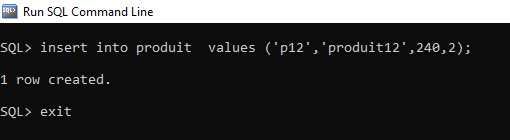 Run SQL Command Line
SQL> insert into produit  values ('p12','produit12',240,2);
1 row created.
SQL> exit